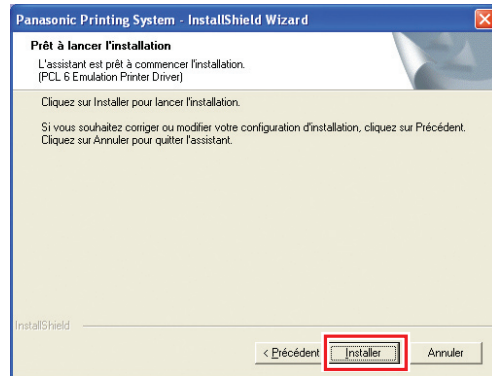 Panasonic Printing System - InstallShield Wizard
Prêt à lancer l'installation
L'assistant est prêt à commencer l'installation.
(PCL 6 Emulation Printer Driver)
Cliquez sur Installer pour lancer l'installation.
Si vous souhaitez corriger ou modifier votre configuration d'installation, cliquez sur Précédent.
Cliquez sur Annuler pour quitter l'assistant.
InstallShield
< Précédent
Installer
Annuler